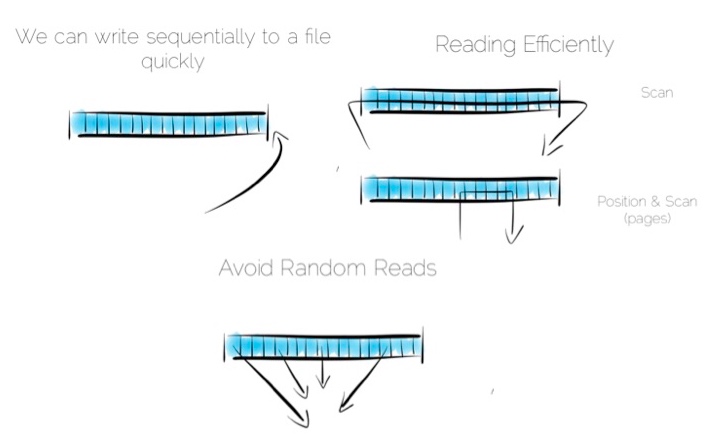 We can write sequentially to a file
quickly
Reading Efficiently
Scan
Position & Scan
(pages)
Avoid Random Reads